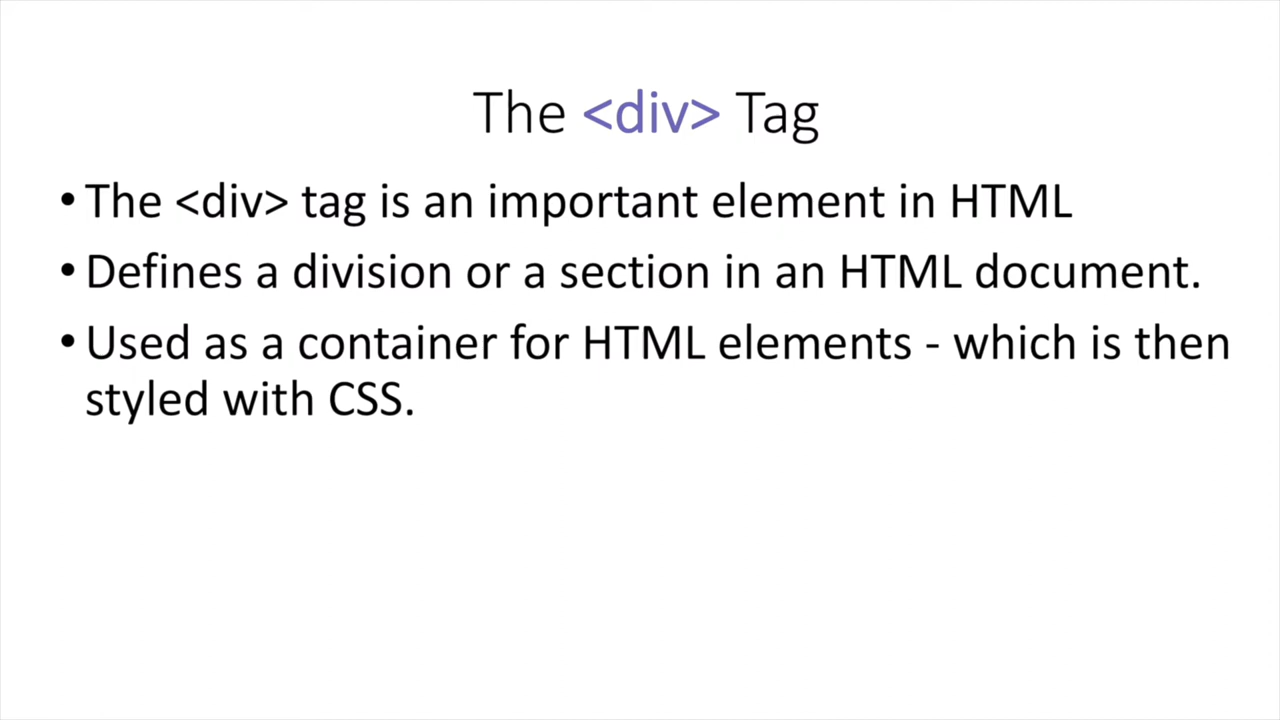 The <div> Tag
• The <div> tag is an important element in HTML
• Defines a division or a section in an HTML document.
• Used as a container for HTML elements - which is then
styled with CSS.